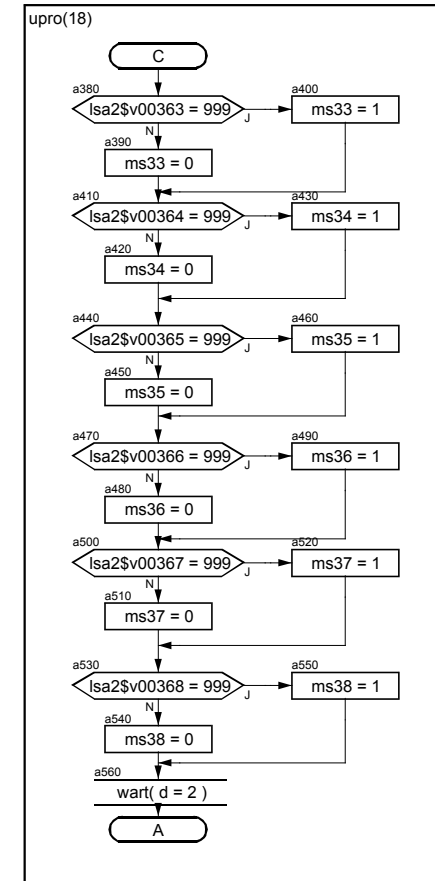 upro(18)
C
a380
lsa2$v00363 = 999
J
N
a400
ms33 = 1
a390
ms33 = 0
a410
lsa2$v00364 = 999
J
N
a430
ms34 = 1
a420
ms34 = 0
a440
lsa2$v00365 = 999
J
N
a460
ms35 = 1
a450
ms35 = 0
a470
lsa2$v00366 = 999
J
N
a490
ms36 = 1
a480
ms36 = 0
a500
lsa2$v00367 = 999
J
N
a520
ms37 = 1
a510
ms37 = 0
a530
lsa2$v00368 = 999
J
N
a550
ms38 = 1
a540
ms38 = 0
a560
wart( d = 2 )
A